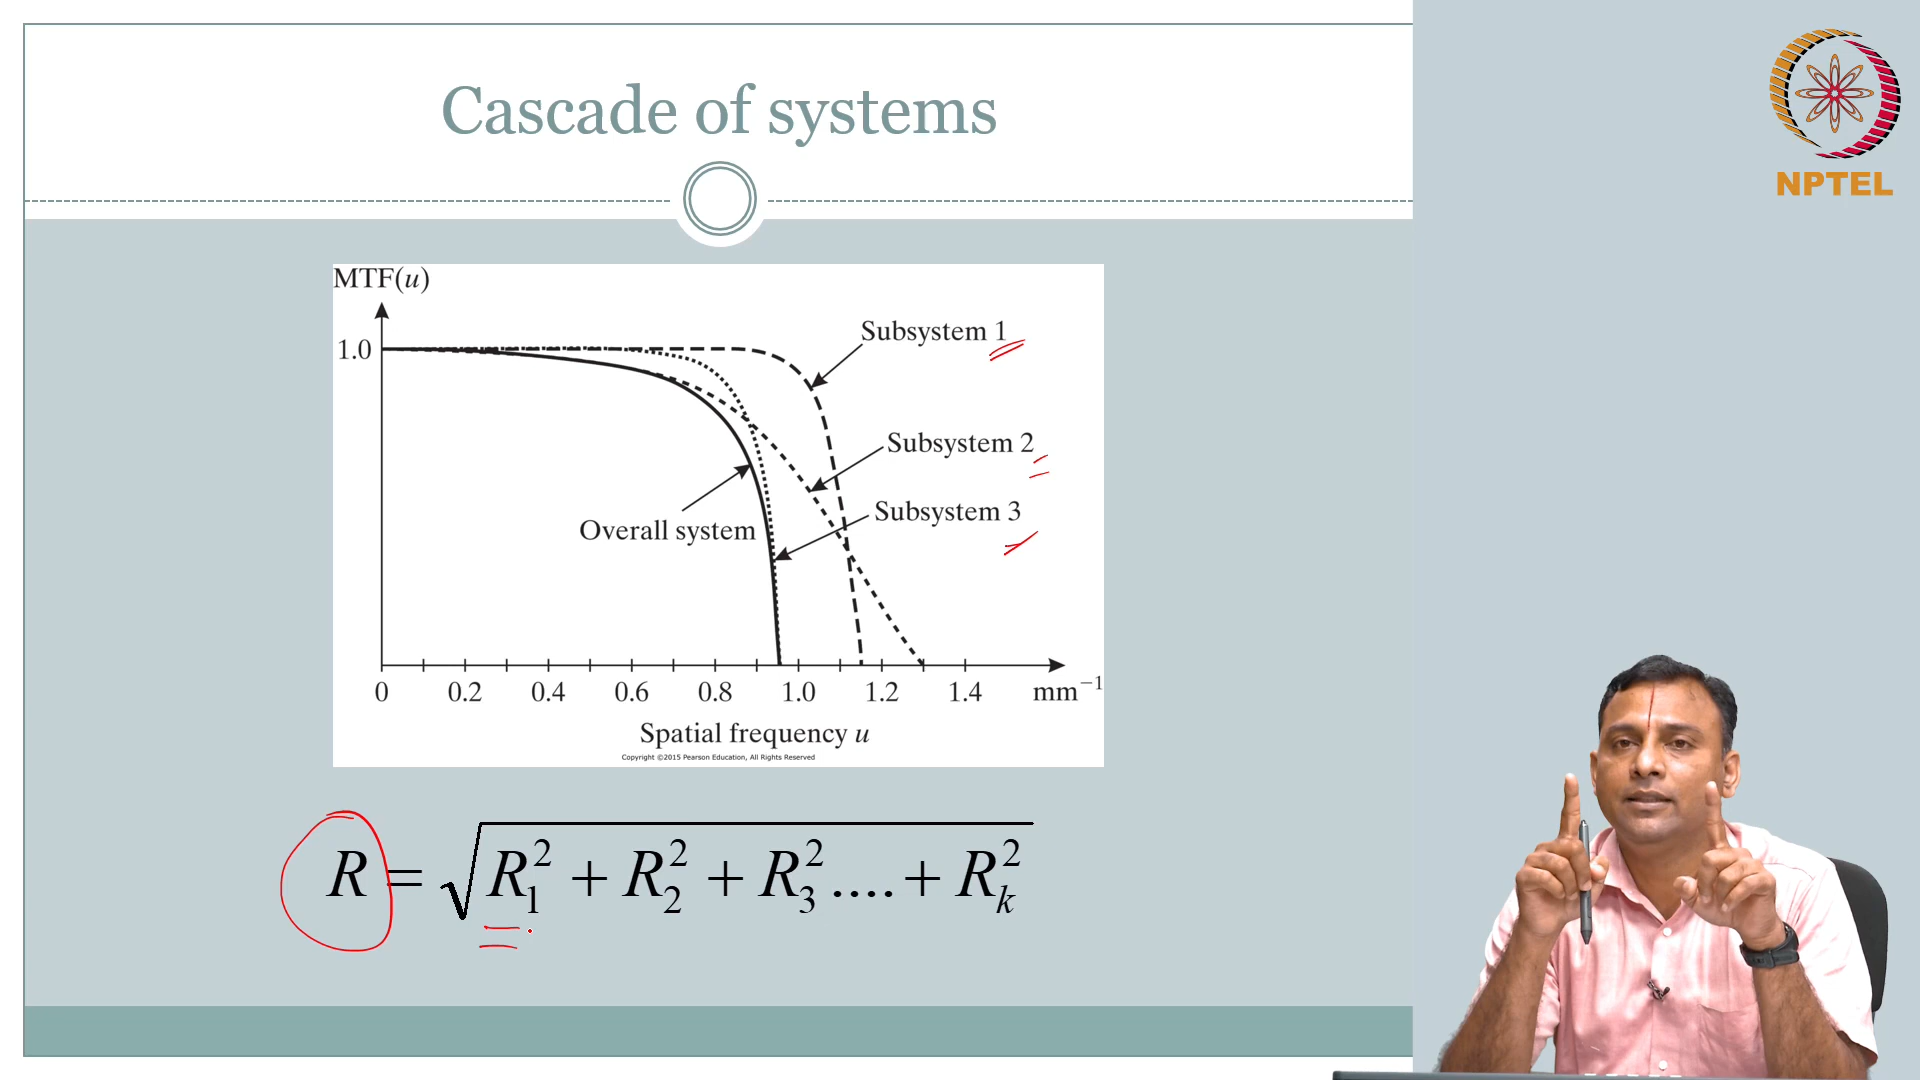 Cascade of systems
NPTEL
MTF(u)
1.0
Subsystem 1
Subsystem 2
Subsystem 3
Overall system
0 0.2 0.4 0.6 0.8 1.0 1.2 1.4 mm⁻¹
Spatial frequency u
Copyright ©2015 Pearson Education, All Rights Reserved
R = √(R₁² + R₂² + R₃² .... + Rₖ²)